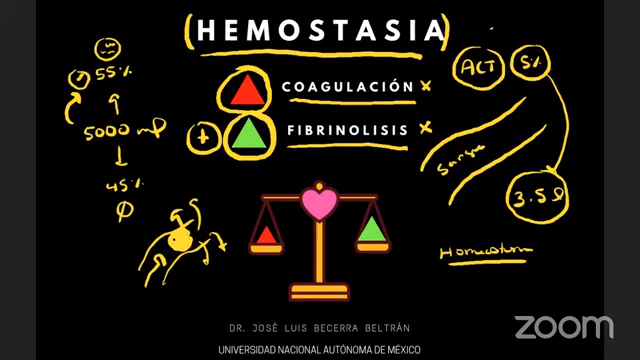 (HEMOSTASIA)
COAGULACIÓN x
FIBRINOLISIS x
+
55%
5000 ml
45%
ACT
5%
Sangre
3.5 l
DR. JOSÉ LUIS BECERRA BELTRÁN
UNIVERSIDAD NACIONAL AUTÓNOMA DE MÉXICO
zoom